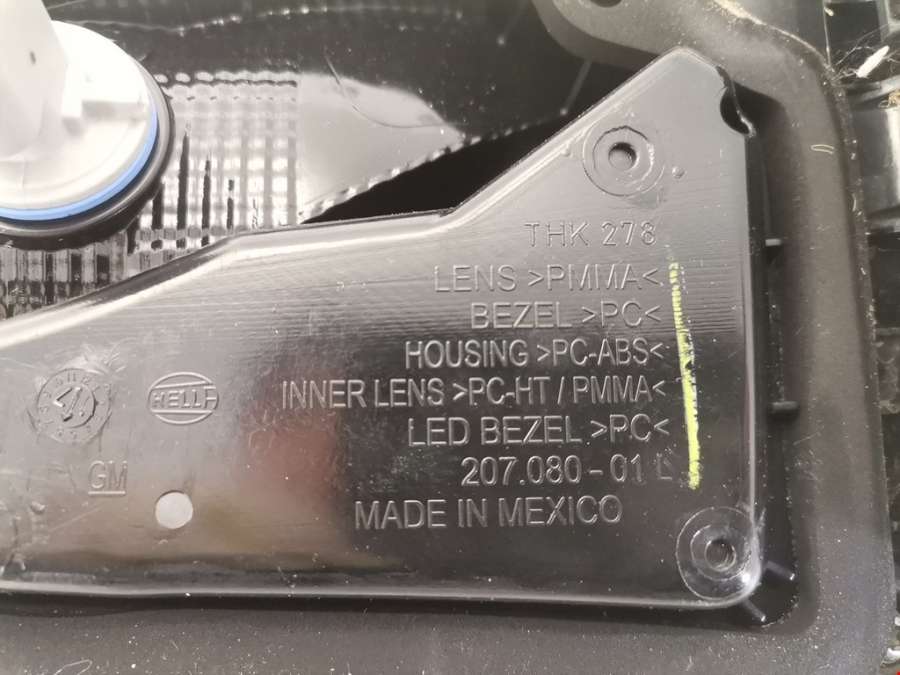 THK 278
LENS >PMMA<
BEZEL >PC<
HOUSING >PC-ABS<
INNER LENS >PC-HT / PMMA<
LED BEZEL >PC<
207.080-01 L
MADE IN MEXICO
HELLA
GM